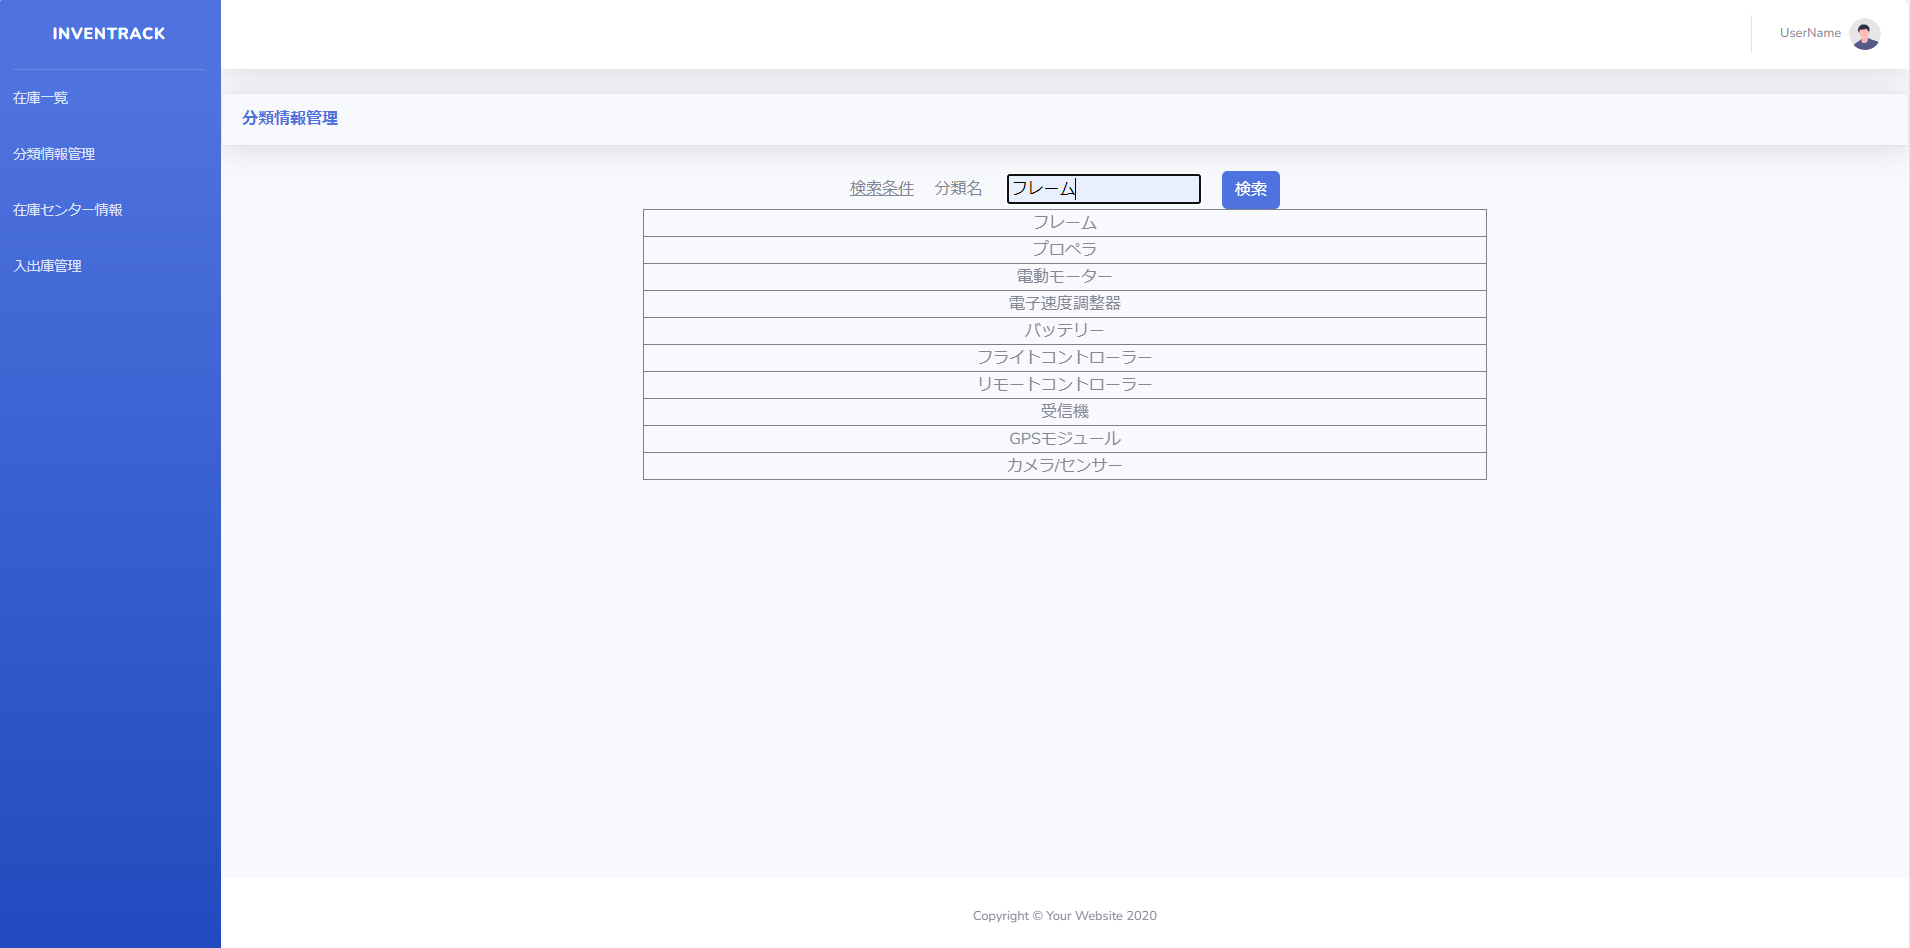 INVENTRACK
UserName
在庫一覧
分類情報管理
在庫センター情報
入出庫管理
分類情報管理
検索条件 分類名 フレーム 検索
フレーム
プロペラ
電動モーター
電子速度調整器
バッテリー
フライトコントローラー
リモートコントローラー
受信機
GPSモジュール
カメラ/センサー
Copyright © Your Website 2020